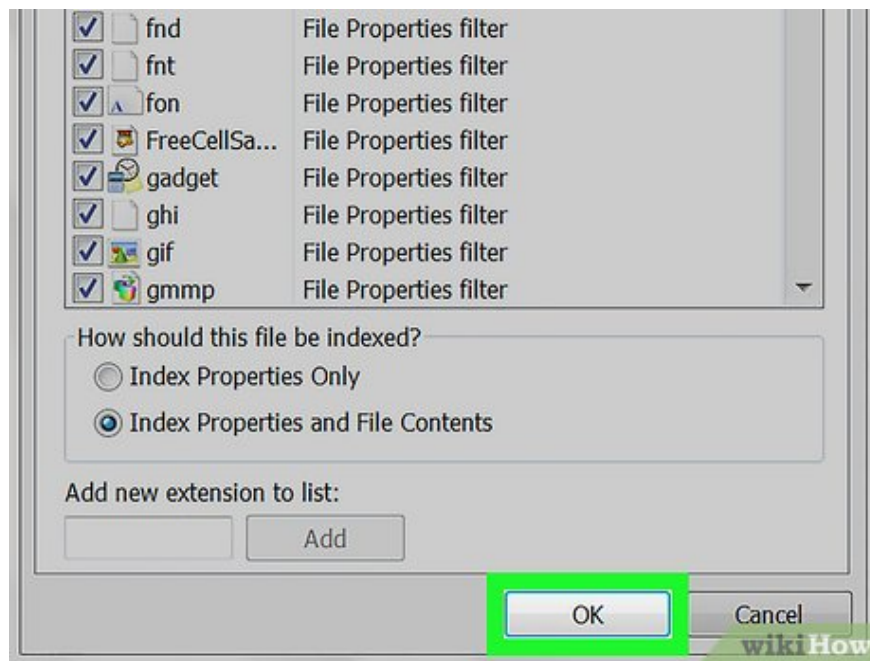 fnd File Properties filter
fnt File Properties filter
fon File Properties filter
FreeCellSa... File Properties filter
gadget File Properties filter
ghi File Properties filter
gif File Properties filter
gmmp File Properties filter
How should this file be indexed?
Index Properties Only
Index Properties and File Contents
Add new extension to list:
Add
OK Cancel
wikiHow